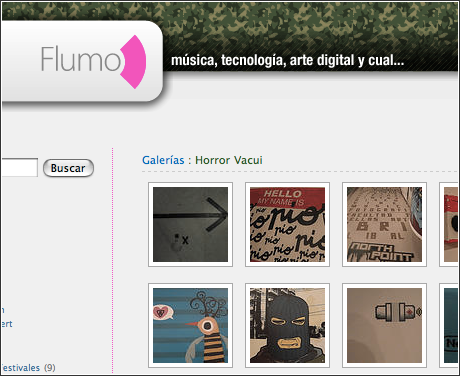 Flumo
música, tecnología, arte digital y cual...
Buscar
Galerías : Horror Vacui
HELLO
MY NAME IS
pio
pio
pio
pio
NORTH
POINT
ert
estivales (9)